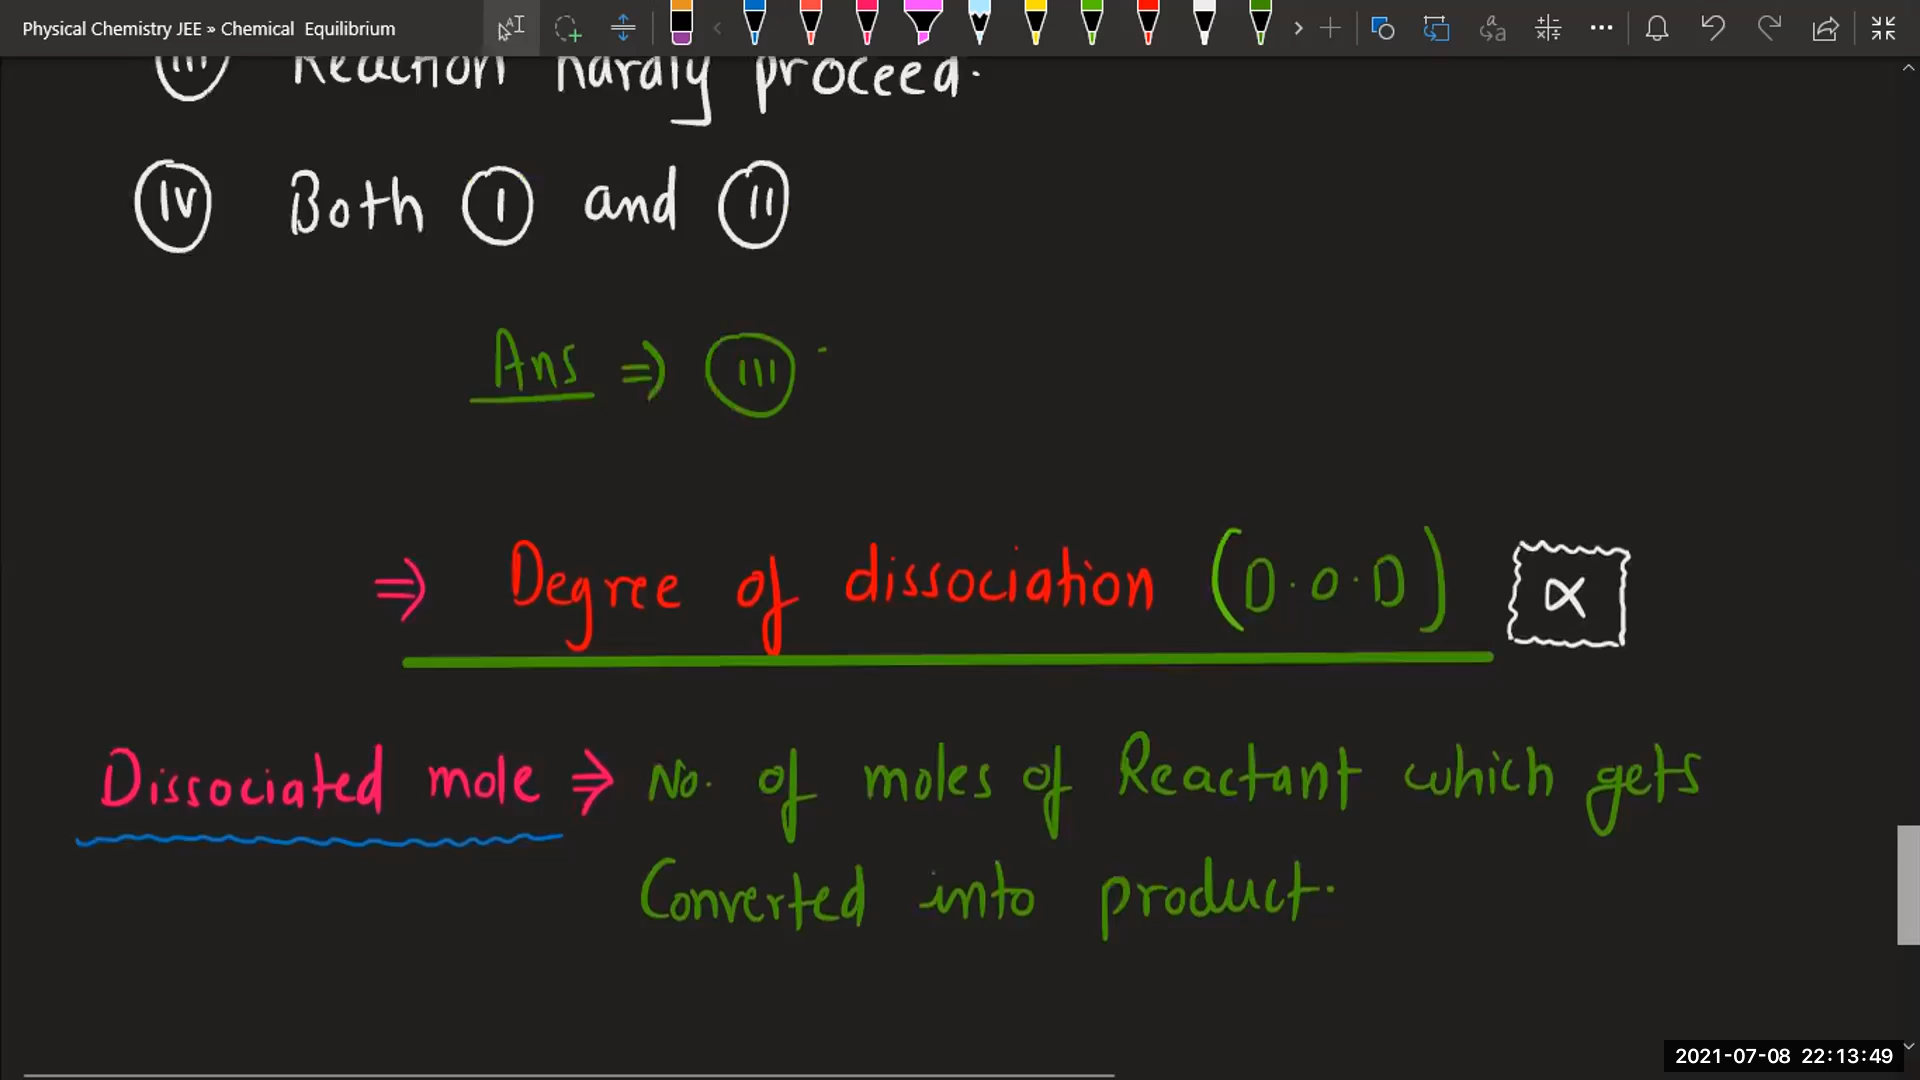 Physical Chemistry JEE » Chemical Equilibrium
(III) Reaction hardly proceed.
(IV) Both (I) and (II)
Ans ⇒ (III)
⇒ Degree of dissociation (D.O.D) α
Dissociated mole ⇒ No. of moles of Reactant which gets
Converted into product.
2021-07-08 22:13:49